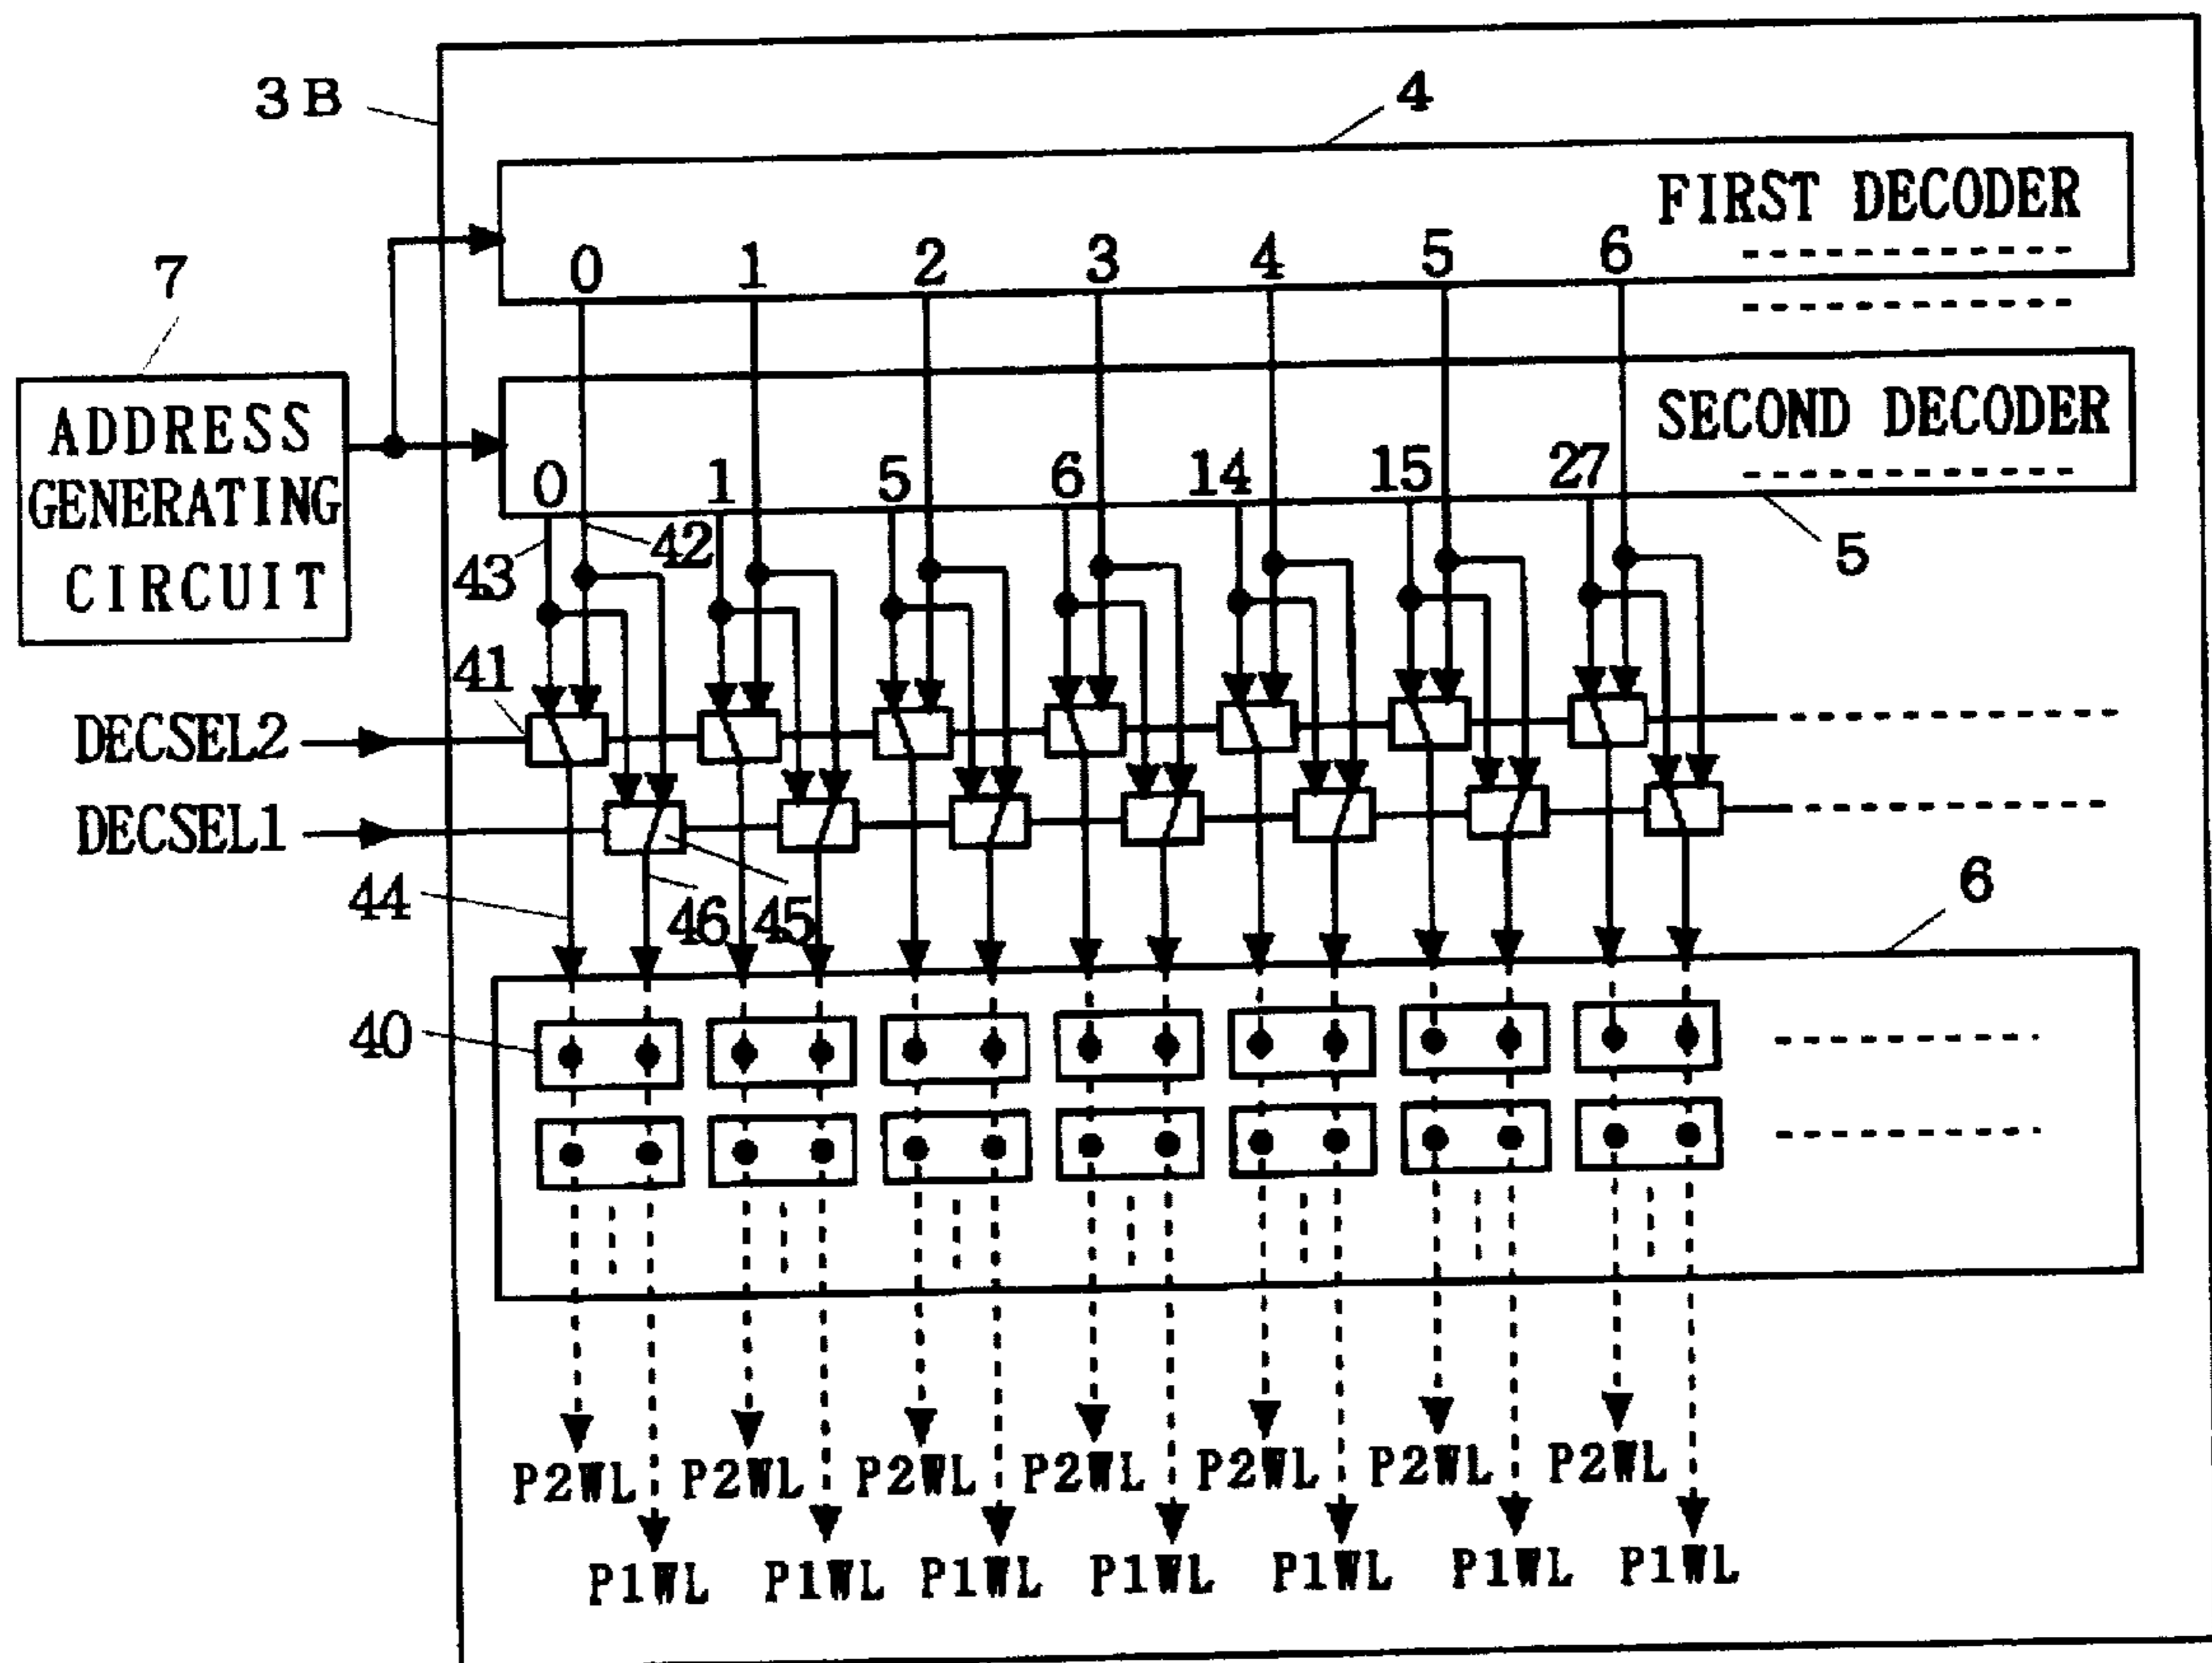 3B
4
FIRST DECODER
0 1 2 3 4 5 6
7
ADDRESS
GENERATING
CIRCUIT
SECOND DECODER
0 1 5 6 14 15 27
43 42 5
41
DECSEL2
DECSEL1
44 46 45 6
40
P2WL P2WL P2WL P2WL P2WL P2WL P2WL
P1WL P1WL P1WL P1WL P1WL P1WL P1WL